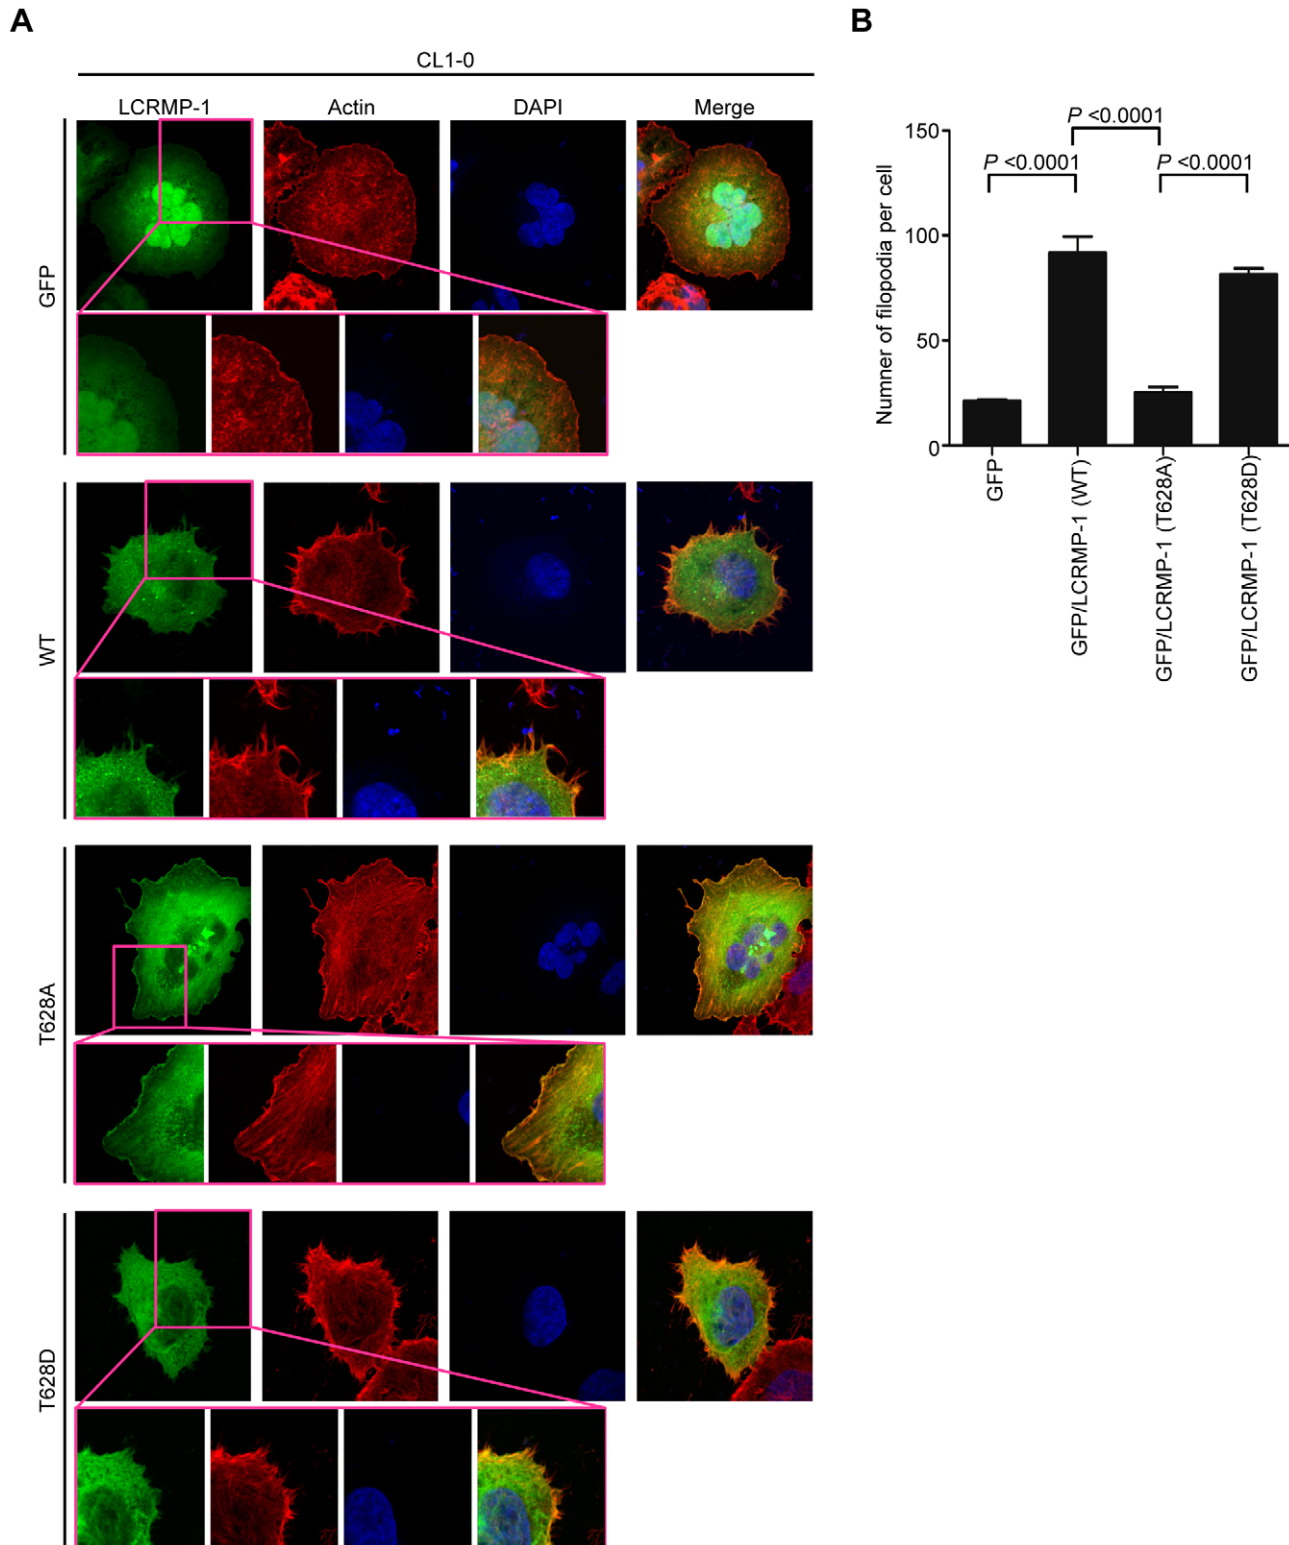 A
CL1-0
LCRMP-1 Actin DAPI Merge
GFP
WT
T628A
T628D
B
P <0.0001
P <0.0001 P <0.0001
Numner of filopodia per cell
150
100
50
0
GFP
GFP/LCRMP-1 (WT)
GFP/LCRMP-1 (T628A)
GFP/LCRMP-1 (T628D)